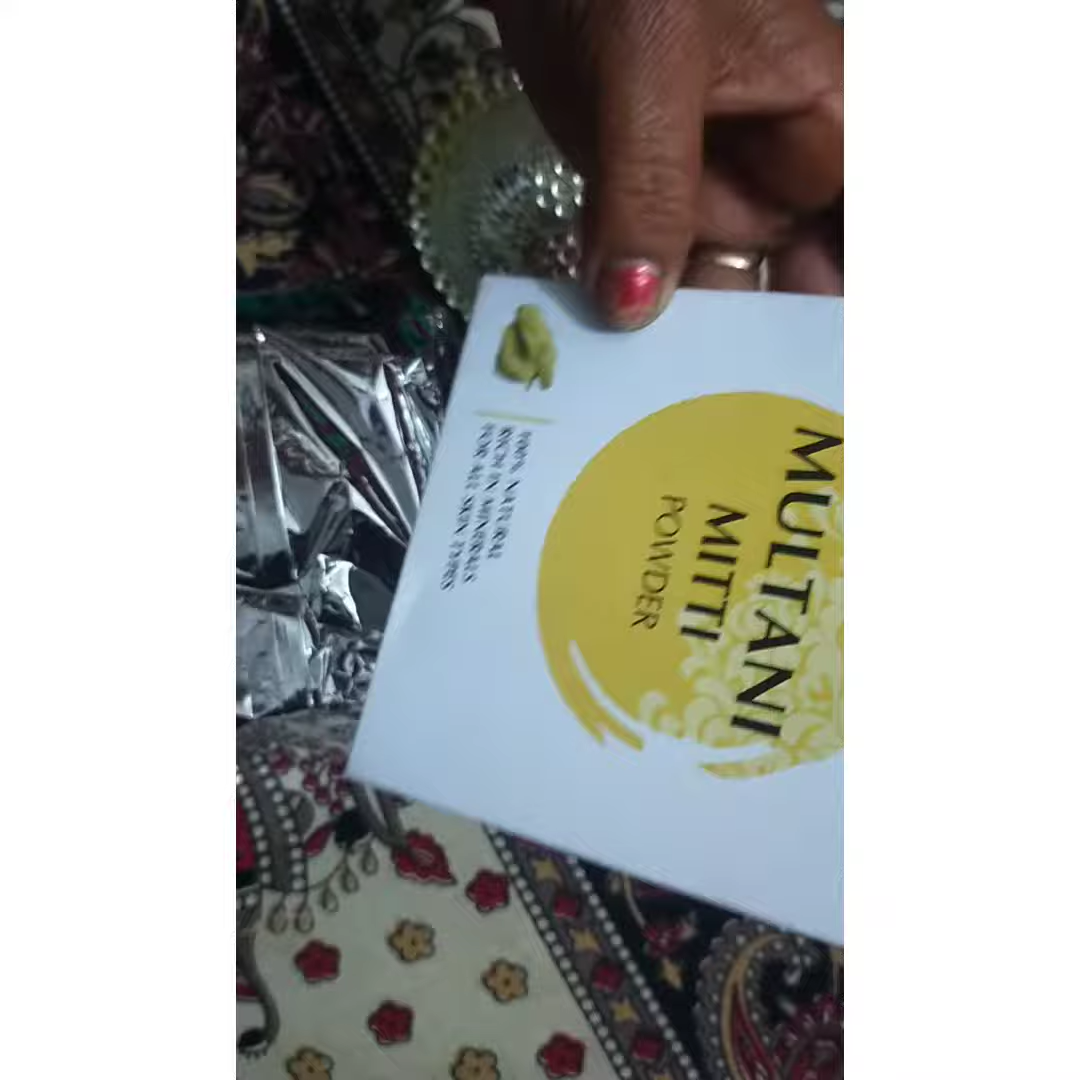 MULTANI
MITTI
POWDER
100% NATURAL
RICH IN MINERALS
FOR ALL SKIN TYPES